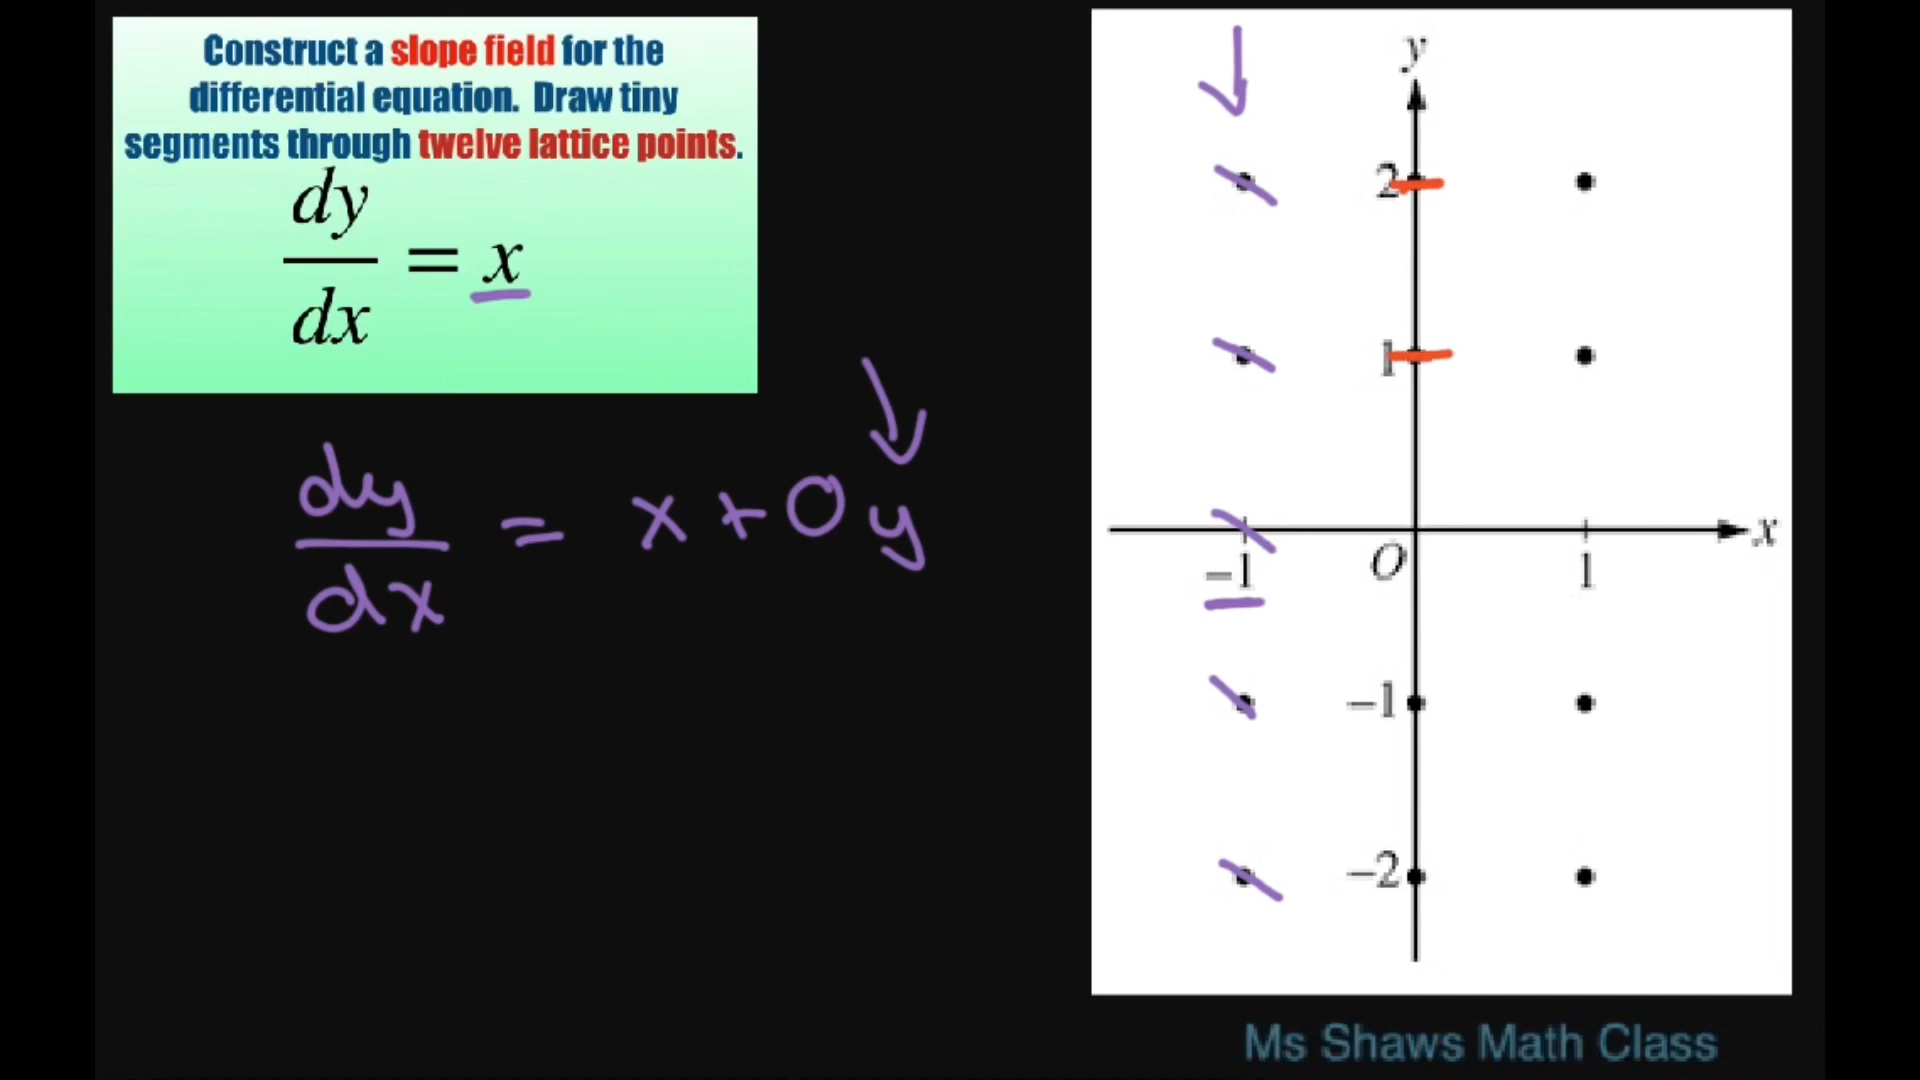 Construct a slope field for the
differential equation. Draw tiny
segments through twelve lattice points.
dy
dx
= x
dy
dx
= x + 0y
y
2
1
x
-1
O
1
-1
-2
Ms Shaws Math Class